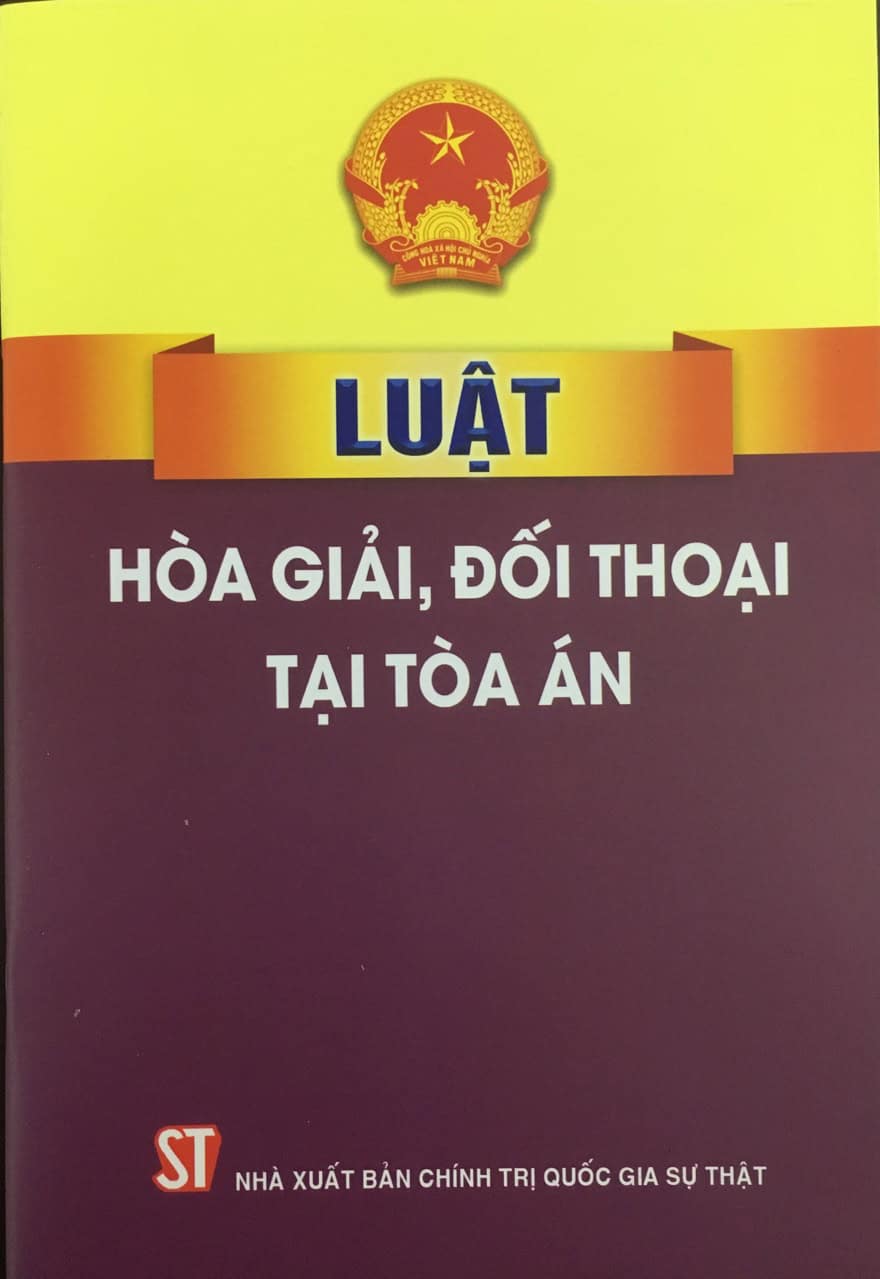 CỘNG HOÀ XÃ HỘI CHỦ NGHĨA
VIỆT NAM
LUẬT
HÒA GIẢI, ĐỐI THOẠI
TẠI TÒA ÁN
ST
NHÀ XUẤT BẢN CHÍNH TRỊ QUỐC GIA SỰ THẬT